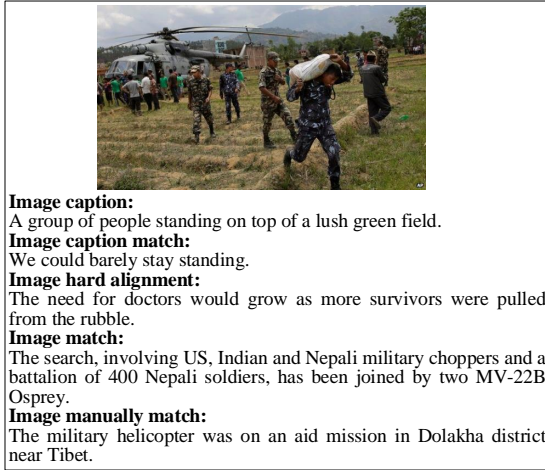 AP
Image caption:
A group of people standing on top of a lush green field.
Image caption match:
We could barely stay standing.
Image hard alignment:
The need for doctors would grow as more survivors were pulled
from the rubble.
Image match:
The search, involving US, Indian and Nepali military choppers and a
battalion of 400 Nepali soldiers, has been joined by two MV-22B
Osprey.
Image manually match:
The military helicopter was on an aid mission in Dolakha district
near Tibet.